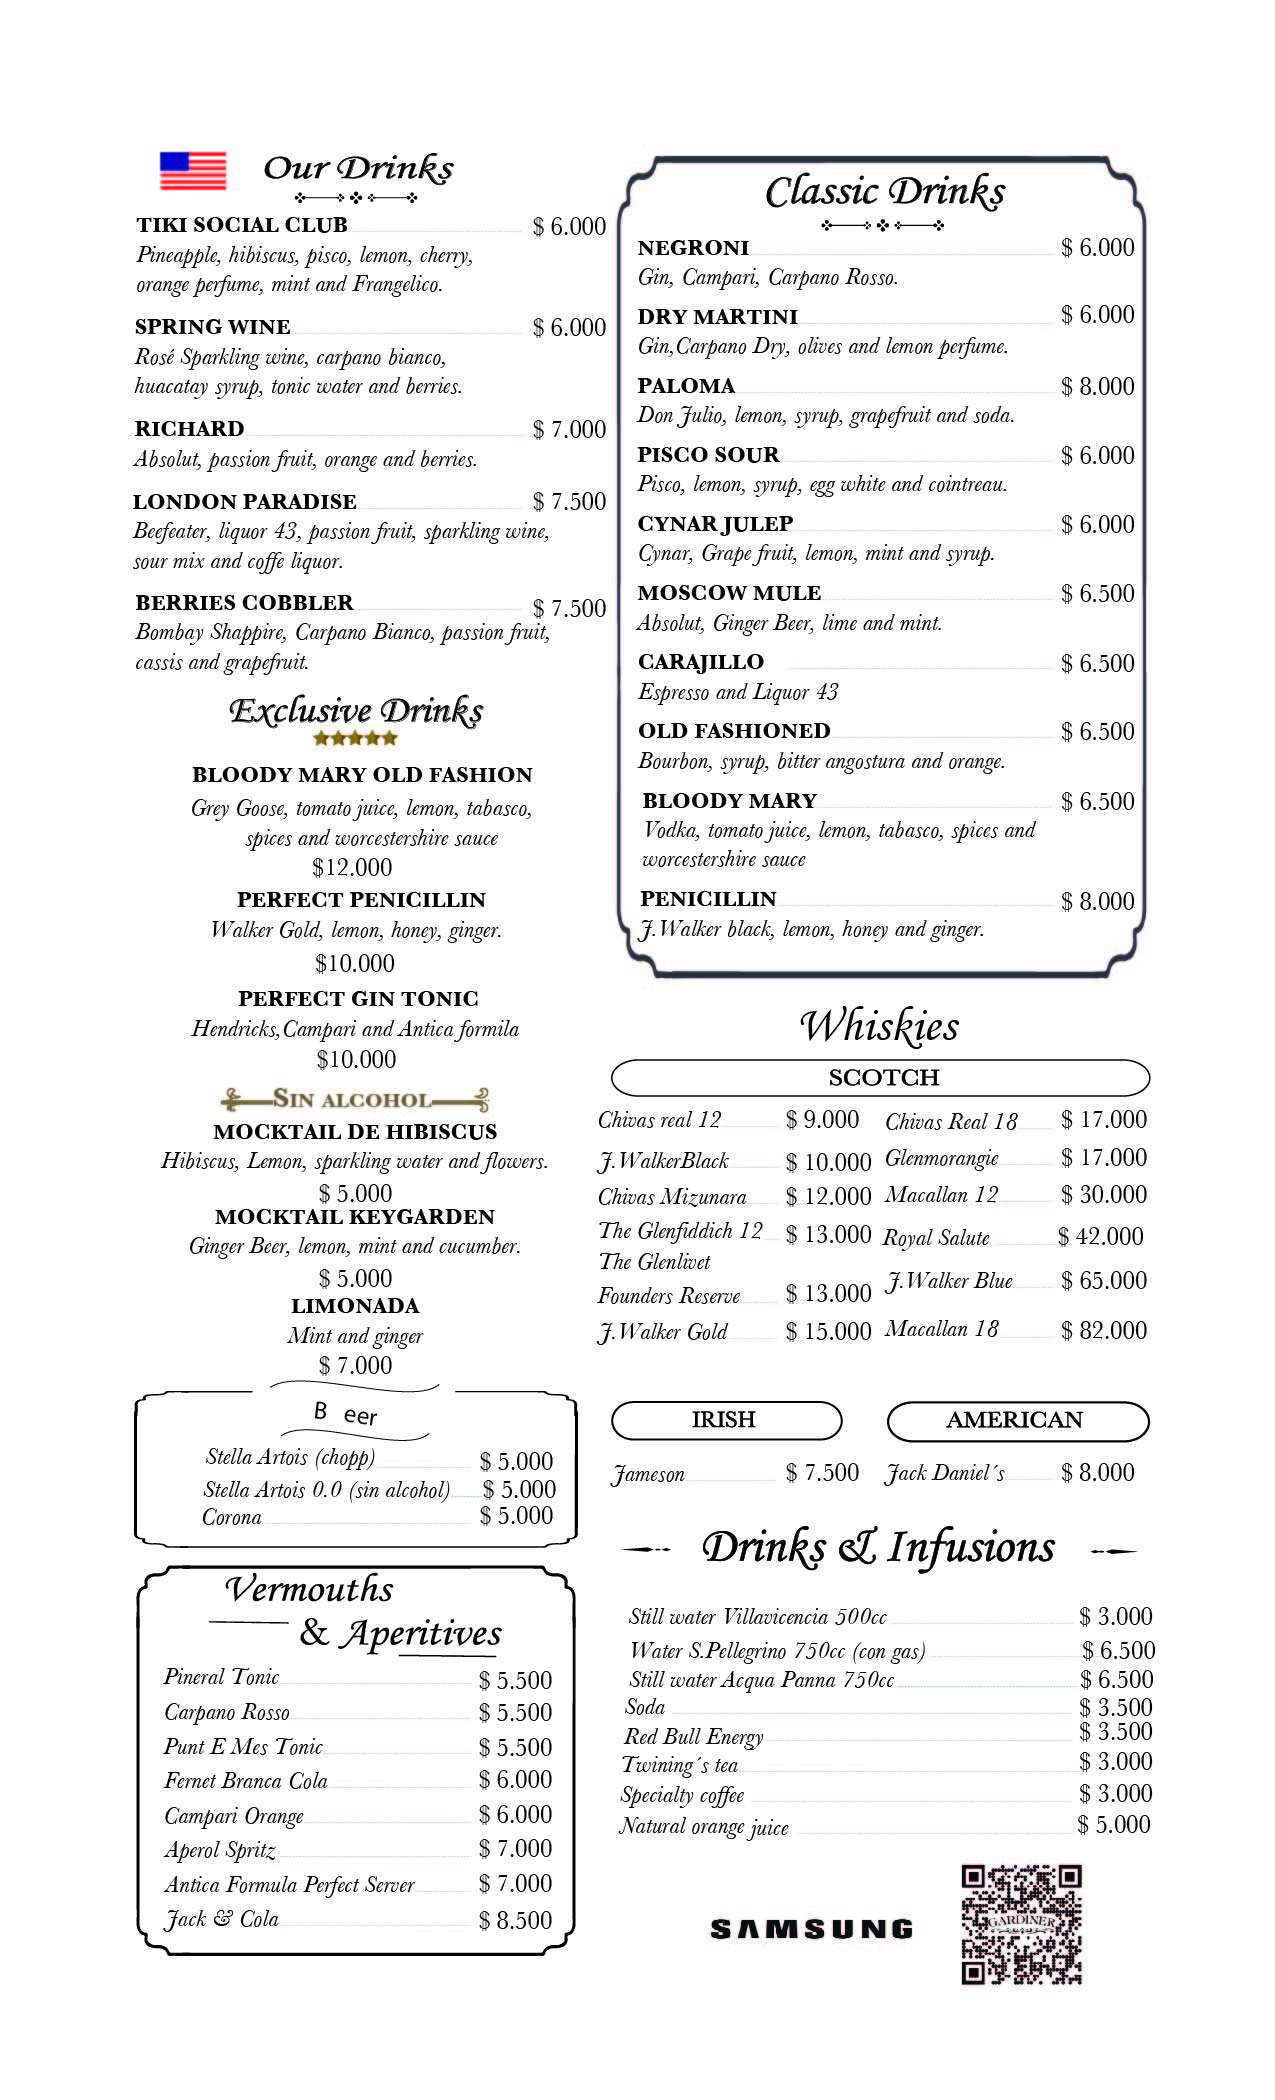 Our Drinks
TIKI SOCIAL CLUB $ 6.000
Pineapple, hibiscus, pisco, lemon, cherry,
orange perfume, mint and Frangelico.
SPRING WINE $ 6.000
Rosé Sparkling wine, carpano bianco,
huacatay syrup, tonic water and berries.
RICHARD $ 7.000
Absolut, passion fruit, orange and berries.
LONDON PARADISE $ 7.500
Beefeater, liquor 43, passion fruit, sparkling wine,
sour mix and coffe liquor.
BERRIES COBBLER $ 7.500
Bombay Shappire, Carpano Bianco, passion fruit,
cassis and grapefruit.
Exclusive Drinks
BLOODY MARY OLD FASHION
Grey Goose, tomato juice, lemon, tabasco,
spices and worcestershire sauce
$12.000
PERFECT PENICILLIN
Walker Gold, lemon, honey, ginger.
$10.000
PERFECT GIN TONIC
Hendricks,Campari and Antica formila
$10.000
SIN ALCOHOL
MOCKTAIL DE HIBISCUS
Hibiscus, Lemon, sparkling water and flowers.
$ 5.000
MOCKTAIL KEYGARDEN
Ginger Beer, lemon, mint and cucumber.
$ 5.000
LIMONADA
Mint and ginger
$ 7.000
B eer
Stella Artois (chopp) $ 5.000
Stella Artois 0.0 (sin alcohol) $ 5.000
Corona $ 5.000
Vermouths
& Aperitives
Pineral Tonic $ 5.500
Carpano Rosso $ 5.500
Punt E Mes Tonic $ 5.500
Fernet Branca Cola $ 6.000
Campari Orange $ 6.000
Aperol Spritz $ 7.000
Antica Formula Perfect Server $ 7.000
Jack & Cola $ 8.500
Classic Drinks
NEGRONI $ 6.000
Gin, Campari, Carpano Rosso.
DRY MARTINI $ 6.000
Gin,Carpano Dry, olives and lemon perfume.
PALOMA $ 8.000
Don Julio, lemon, syrup, grapefruit and soda.
PISCO SOUR $ 6.000
Pisco, lemon, syrup, egg white and cointreau.
CYNAR JULEP $ 6.000
Cynar, Grape fruit, lemon, mint and syrup.
MOSCOW MULE $ 6.500
Absolut, Ginger Beer, lime and mint.
CARAJILLO $ 6.500
Espresso and Liquor 43
OLD FASHIONED $ 6.500
Bourbon, syrup, bitter angostura and orange.
BLOODY MARY $ 6.500
Vodka, tomato juice, lemon, tabasco, spices and
worcestershire sauce
PENICILLIN $ 8.000
J.Walker black, lemon, honey and ginger.
Whiskies
SCOTCH
Chivas real 12 $ 9.000
J.WalkerBlack $ 10.000
Chivas Mizunara $ 12.000
The Glenfiddich 12 $ 13.000
The Glenlivet
Founders Reserve $ 13.000
J.Walker Gold $ 15.000
Chivas Real 18 $ 17.000
Glenmorangie $ 17.000
Macallan 12 $ 30.000
Royal Salute $ 42.000
J.Walker Blue $ 65.000
Macallan 18 $ 82.000
IRISH
Jameson $ 7.500
AMERICAN
Jack Daniel´s $ 8.000
Drinks & Infusions
Still water Villavicencia 500cc $ 3.000
Water S.Pellegrino 750cc (con gas) $ 6.500
Still water Acqua Panna 750cc $ 6.500
Soda $ 3.500
Red Bull Energy $ 3.500
Twining´s tea $ 3.000
Specialty coffee $ 3.000
Natural orange juice $ 5.000
SAMSUNG
GARDINER